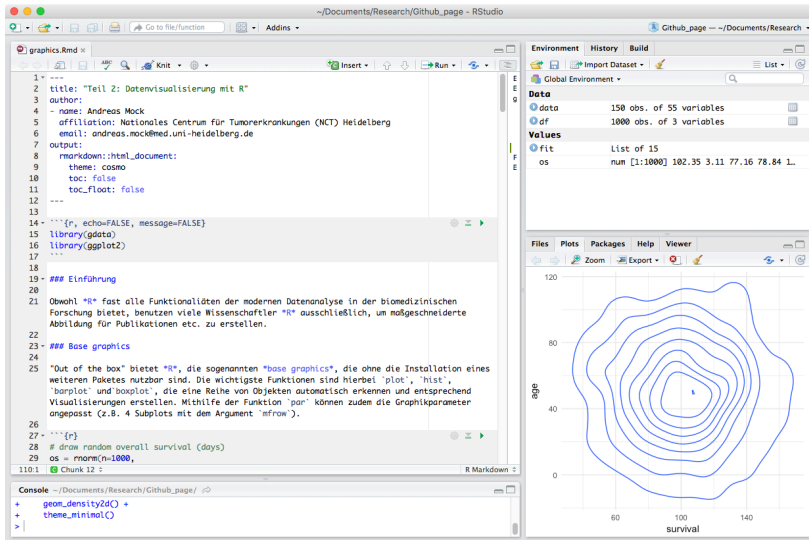 ~/Documents/Research/Github_page - RStudio
Go to file/function
Addins
Github_page — ~/Documents/Research
graphics.Rmd
ABC
Knit
Insert
Run
1 ---
2 title: "Teil 2: Datenvisualisierung mit R"
3 author:
4 - name: Andreas Mock
5 affiliation: Nationales Centrum für Tumorerkrankungen (NCT) Heidelberg
6 email: andreas.mock@med.uni-heidelberg.de
7 output:
8 rmarkdown::html_document:
9 theme: cosmo
10 toc: false
11 toc_float: false
12 ---
13
14 ```{r, echo=FALSE, message=FALSE}
15 library(gdata)
16 library(ggplot2)
17 ```
18
19 ### Einführung
20
21 Obwohl *R* fast alle Funktionaliäten der modernen Datenanalyse in der biomedizinischen
Forschung bietet, benutzen viele Wissenschaftler *R* ausschließlich, um maßgeschneiderte
Abbildung für Publikationen etc. zu erstellen.
22
23 ### Base graphics
24
25 "Out of the box" bietet *R*, die sogenannten *base graphics*, die ohne die Installation eines
weiteren Paketes nutzbar sind. Die wichtigste Funktionen sind hierbei `plot`, `hist`,
`barplot` und`boxplot`, die eine Reihe von Objekten automatisch erkennen und entsprechend
Visualisierungen erstellen. Mithilfe der Funktion `par` können zudem die Graphikparameter
angepasst (z.B. 4 Subplots mit dem Argument `mfrow`).
26
27 ```{r}
28 # draw random overall survival (days)
29 os = rnorm(n=1000,
E
E
g
F
E
110:1 Chunk 12 R Markdown
Console ~/Documents/Research/Github_page/
+ geom_density2d() +
+ theme_minimal()
>
Environment History Build
Import Dataset List
Global Environment
Data
data 150 obs. of 55 variables
df 1000 obs. of 3 variables
Values
fit List of 15
os num [1:1000] 102.35 3.11 77.16 78.84 1…
Files Plots Packages Help Viewer
Zoom Export
120
80
40
0
age
60 100 140
survival